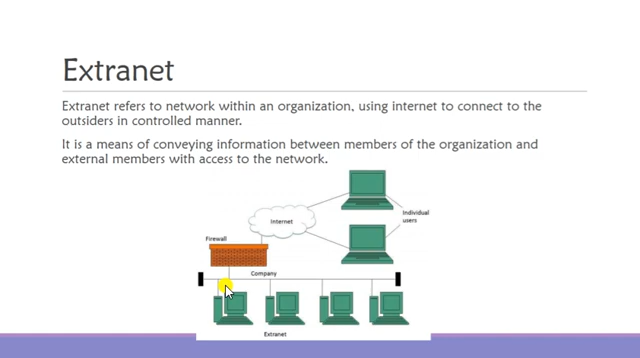 Extranet
Extranet refers to network within an organization, using internet to connect to the
outsiders in controlled manner.
It is a means of conveying information between members of the organization and
external members with access to the network.
Internet
Individual
users
Firewall
Company
Extranet